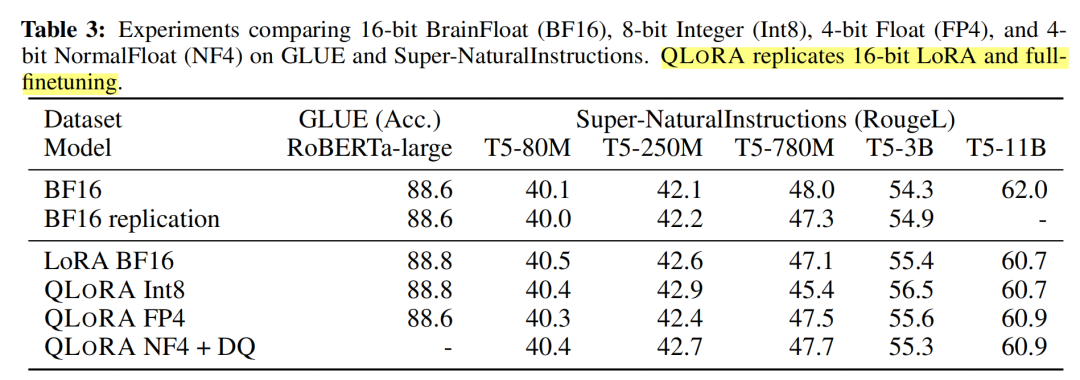 Table 3: Experiments comparing 16-bit BrainFloat (BF16), 8-bit Integer (Int8), 4-bit Float (FP4), and 4-
bit NormalFloat (NF4) on GLUE and Super-NaturalInstructions. QLORA replicates 16-bit LoRA and full-
finetuning.
Dataset GLUE (Acc.) Super-NaturalInstructions (RougeL)
Model RoBERTa-large T5-80M T5-250M T5-780M T5-3B T5-11B
BF16 88.6 40.1 42.1 48.0 54.3 62.0
BF16 replication 88.6 40.0 42.2 47.3 54.9 -
LoRA BF16 88.8 40.5 42.6 47.1 55.4 60.7
QLORA Int8 88.8 40.4 42.9 45.4 56.5 60.7
QLORA FP4 88.6 40.3 42.4 47.5 55.6 60.9
QLORA NF4 + DQ - 40.4 42.7 47.7 55.3 60.9